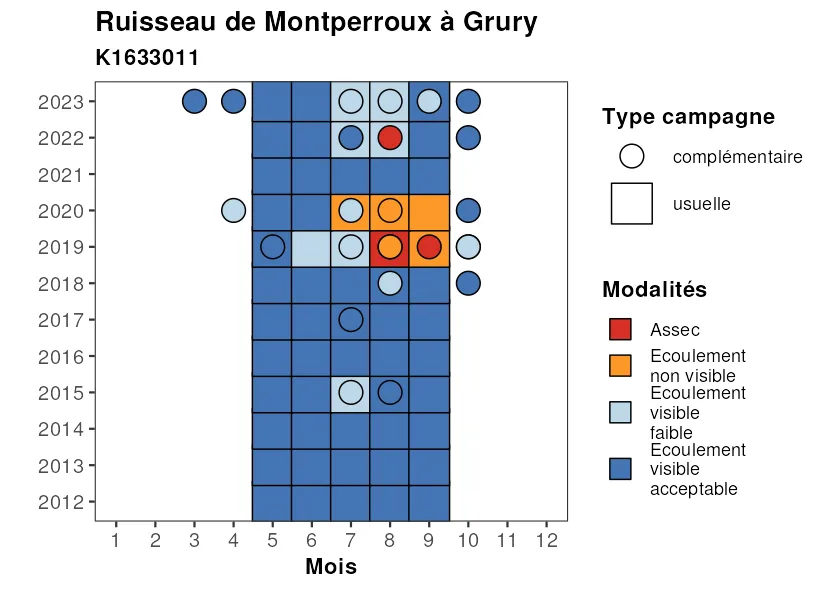 Ruisseau de Montperroux à Grury
K1633011
2023
2022
2021
2020
2019
2018
2017
2016
2015
2014
2013
2012
1 2 3 4 5 6 7 8 9 10 11 12
Mois
Type campagne
complémentaire
usuelle
Modalités
Assec
Ecoulement
non visible
Ecoulement
visible
faible
Ecoulement
visible
acceptable